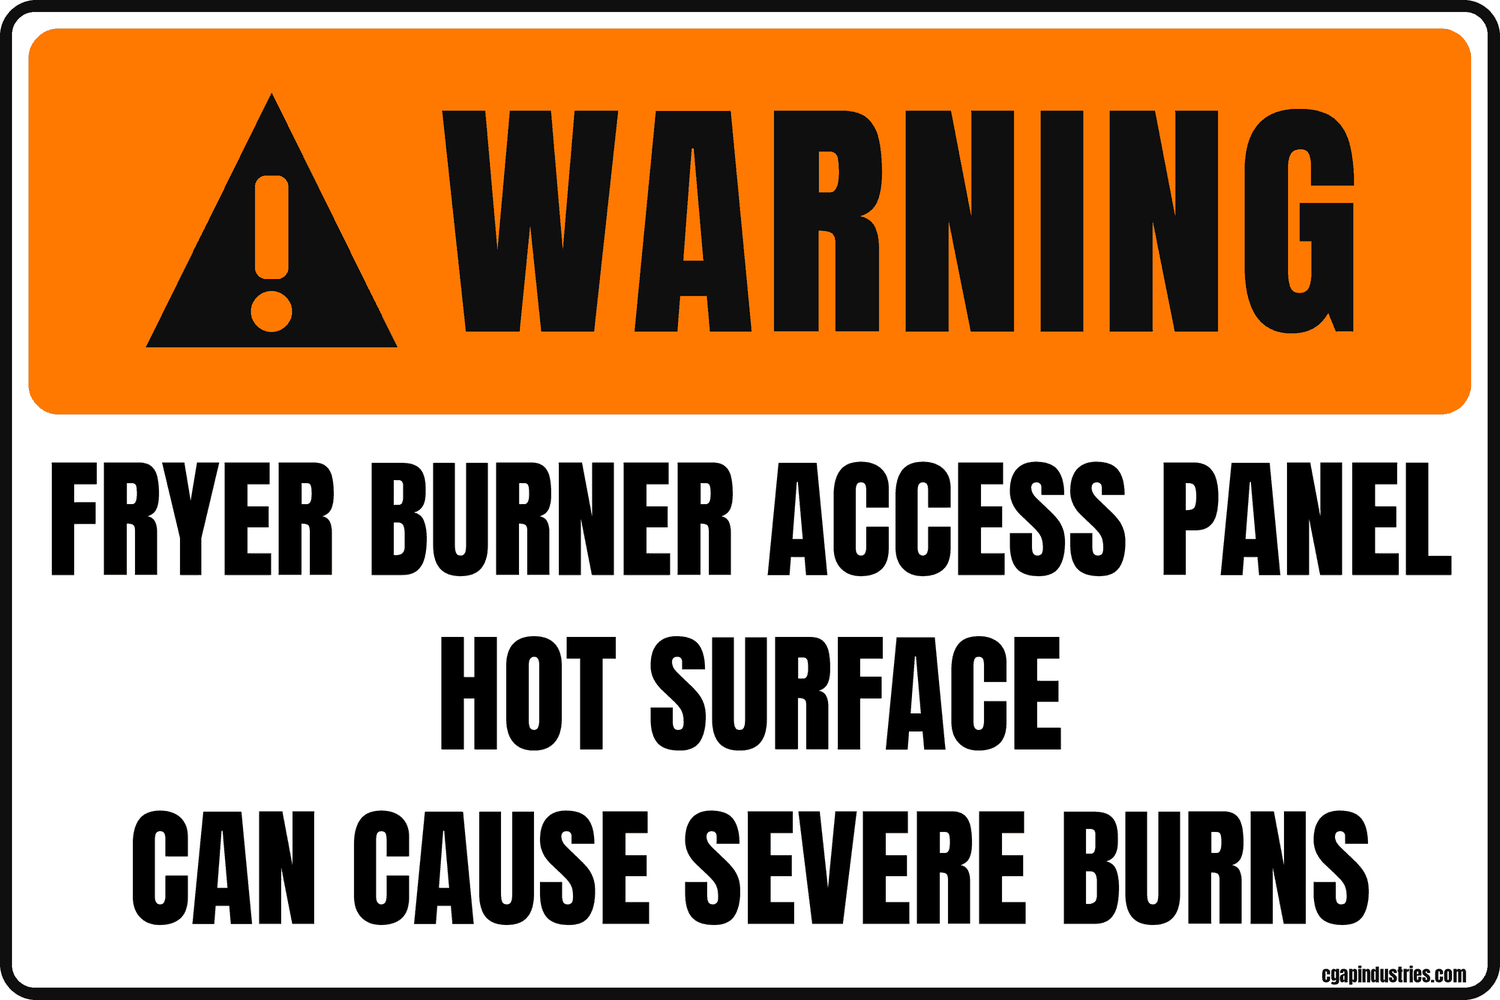 WARNING
FRYER BURNER ACCESS PANEL
HOT SURFACE
CAN CAUSE SEVERE BURNS
cgapindustries.com